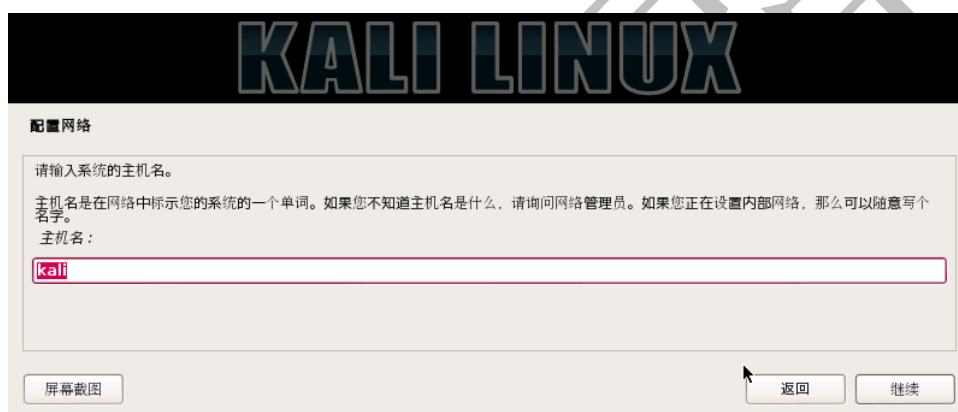 KALI LINUX
配置网络
请输入系统的主机名。
主机名是在网络中标示您的系统的一个单词。如果您不知道主机名是什么，请询问网络管理员。如果您正在设置内部网络，那么可以随意写个
名字。
主机名：
kali
屏幕截图
返回
继续